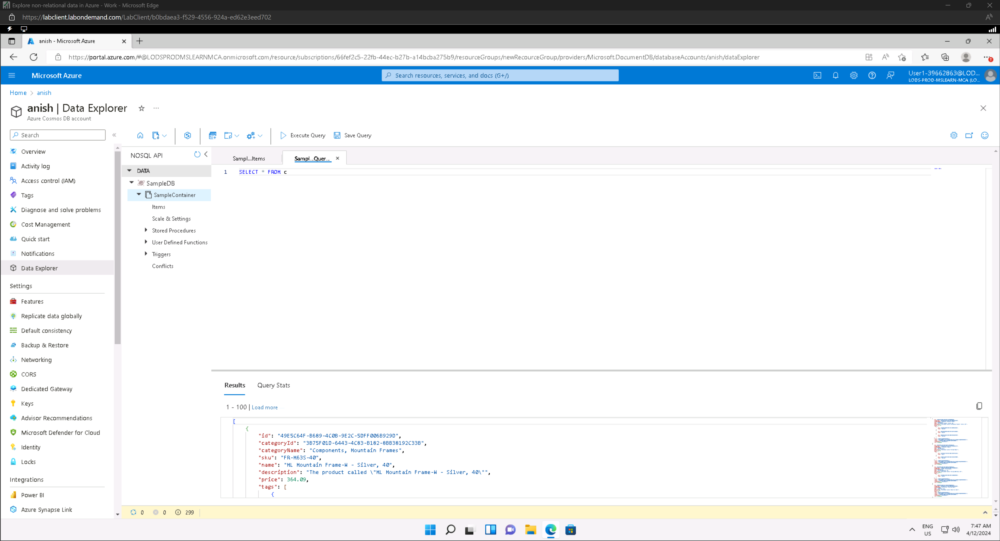 Explore non-relational data in Azure - Work - Microsoft Edge
https://labclient.labondemand.com/LabClient/b0bdaea3-f529-4556-924a-ed62e3eed702
anish - Microsoft Azure
https://portal.azure.com/#@LODSPRODMSLEARNMCA.onmicrosoft.com/resource/subscriptions/66fef2c5-22fb-44ec-b27b-a14bcba275b9/resourceGroups/newRecourceGroup/providers/Microsoft.DocumentDB/databaseAccounts/anish/dataExplorer
Microsoft Azure
Search resources, services, and docs (G+/)
User1-39662863@LOD...
LODS-PROD-MSLEARN-MCA (LO...
Home > anish
anish | Data Explorer
Azure Cosmos DB account
Search
Execute Query
Save Query
Overview
Activity log
Access control (IAM)
Tags
Diagnose and solve problems
Cost Management
Quick start
Notifications
Data Explorer
Settings
Features
Replicate data globally
Default consistency
Backup & Restore
Networking
CORS
Dedicated Gateway
Keys
Advisor Recommendations
Microsoft Defender for Cloud
Identity
Locks
Integrations
Power BI
Azure Synapse Link
NOSQL API
DATA
SampleDB
SampleContainer
Items
Scale & Settings
Stored Procedures
User Defined Functions
Triggers
Conflicts
Sampl...Items
Sampl...Quer...
1 SELECT * FROM c
Results
Query Stats
1 - 100 | Load more
[
{
"id": "49E5C64F-B689-4C0B-9E2C-5DFF006B929D",
"categoryId": "3B75F01D-6443-4C83-B182-8BB38192C33B",
"categoryName": "Components, Mountain Frames",
"sku": "FR-M63S-40",
"name": "ML Mountain Frame-W - Silver, 40",
"description": "The product called \"ML Mountain Frame-W - Silver, 40\"",
"price": 364.09,
"tags": [
{
0 0 299
ENG
US
7:47 AM
4/12/2024